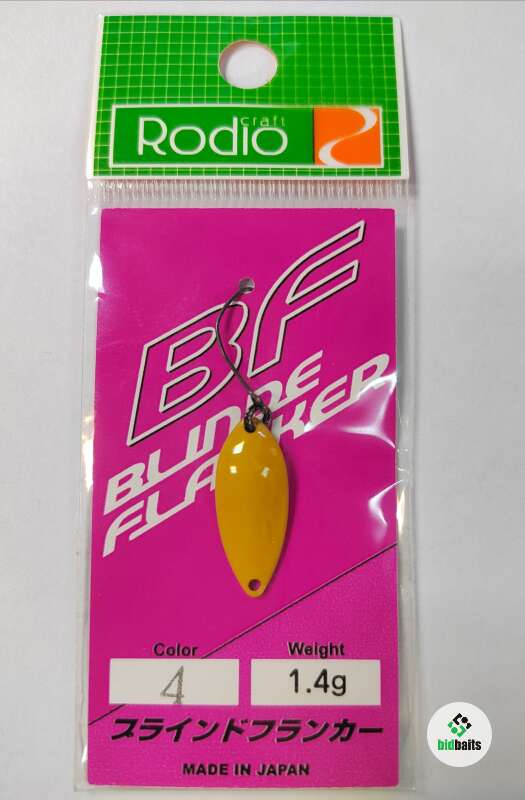 craft
Rodio
BF
BLINDE
FLANKER
Color
Weight
4
1.4g
ブラインドフランカー
MADE IN JAPAN
bidbaits